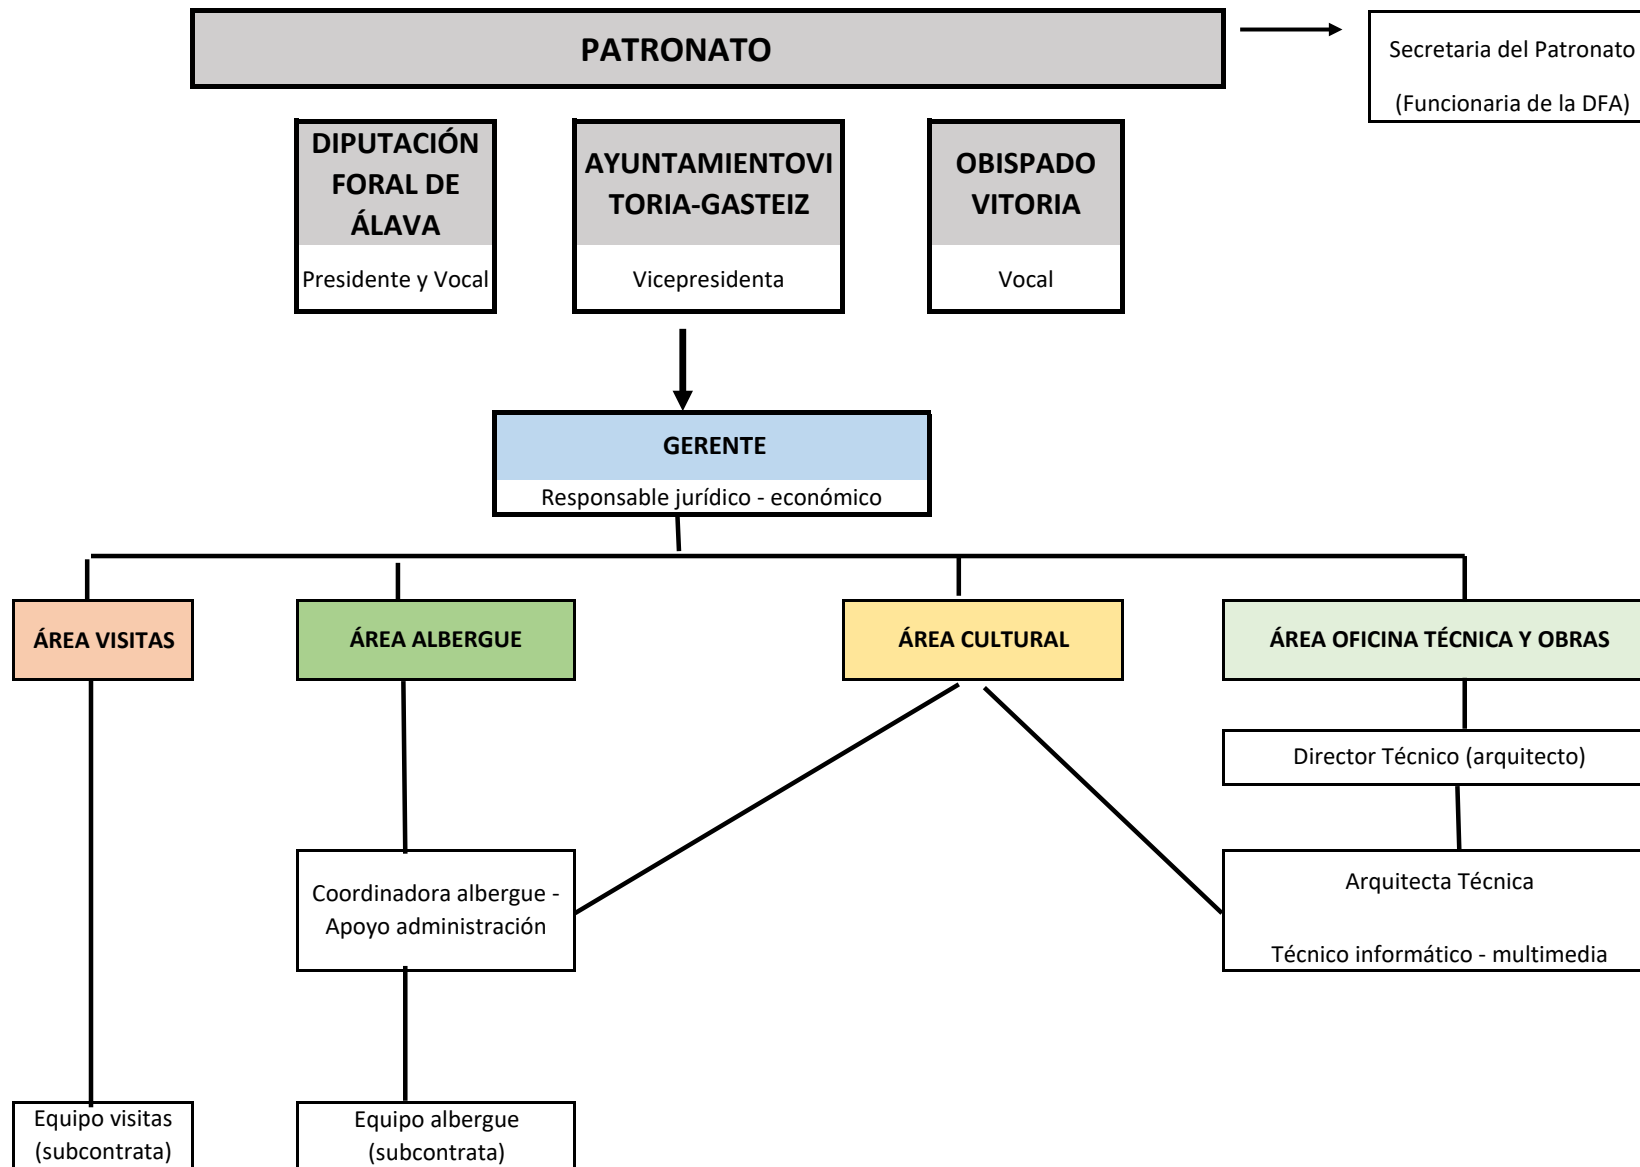 PATRONATO
Secretaria del Patronato
(Funcionaria de la DFA)
DIPUTACIÓN
FORAL DE
ÁLAVA
Presidente y Vocal
AYUNTAMIENTOVI
TORIA-GASTEIZ
Vicepresidenta
OBISPADO
VITORIA
Vocal
GERENTE
Responsable jurídico - económico
ÁREA VISITAS
ÁREA ALBERGUE
ÁREA CULTURAL
ÁREA OFICINA TÉCNICA Y OBRAS
Director Técnico (arquitecto)
Coordinadora albergue -
Apoyo administración
Arquitecta Técnica
Técnico informático - multimedia
Equipo visitas
(subcontrata)
Equipo albergue
(subcontrata)